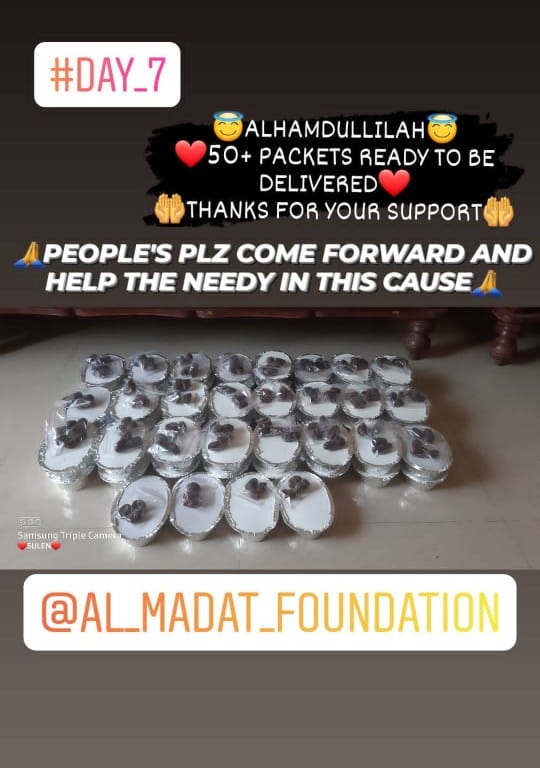 #DAY_7
😇ALHAMDULLILAH😇
❤️50+ PACKETS READY TO BE
DELIVERED❤️
🤲THANKS FOR YOUR SUPPORT🤲
🙏PEOPLE'S PLZ COME FORWARD AND
HELP THE NEEDY IN THIS CAUSE🙏
Samsung Triple Camera
❤️SULEN❤️
@AL_MADAT_FOUNDATION